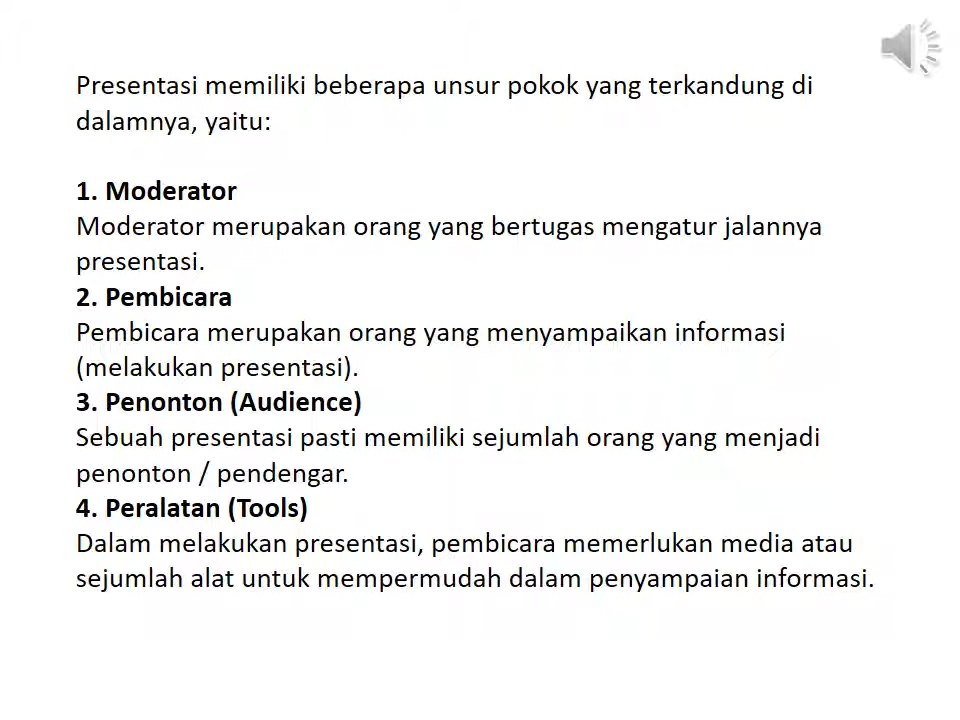 Presentasi memiliki beberapa unsur pokok yang terkandung di
dalamnya, yaitu:
1. Moderator
Moderator merupakan orang yang bertugas mengatur jalannya
presentasi.
2. Pembicara
Pembicara merupakan orang yang menyampaikan informasi
(melakukan presentasi).
3. Penonton (Audience)
Sebuah presentasi pasti memiliki sejumlah orang yang menjadi
penonton / pendengar.
4. Peralatan (Tools)
Dalam melakukan presentasi, pembicara memerlukan media atau
sejumlah alat untuk mempermudah dalam penyampaian informasi.